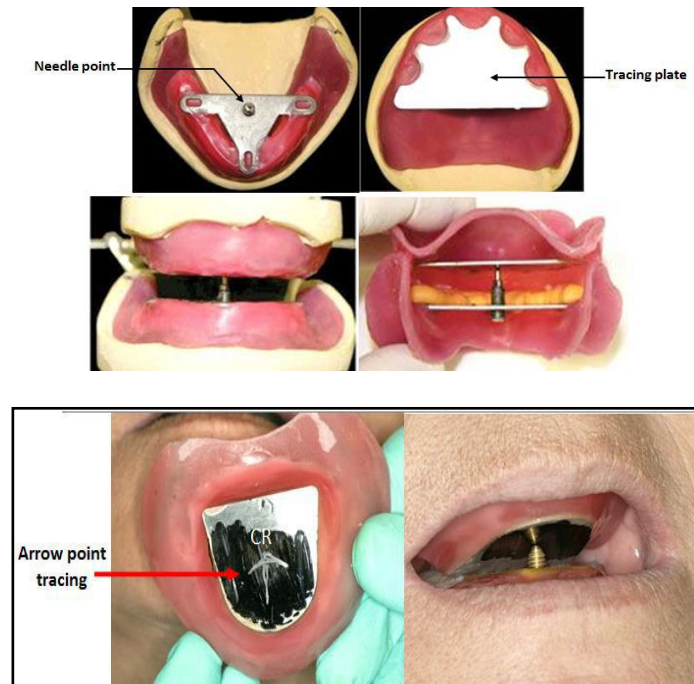 Needle point
Tracing plate
CR
Arrow point
tracing